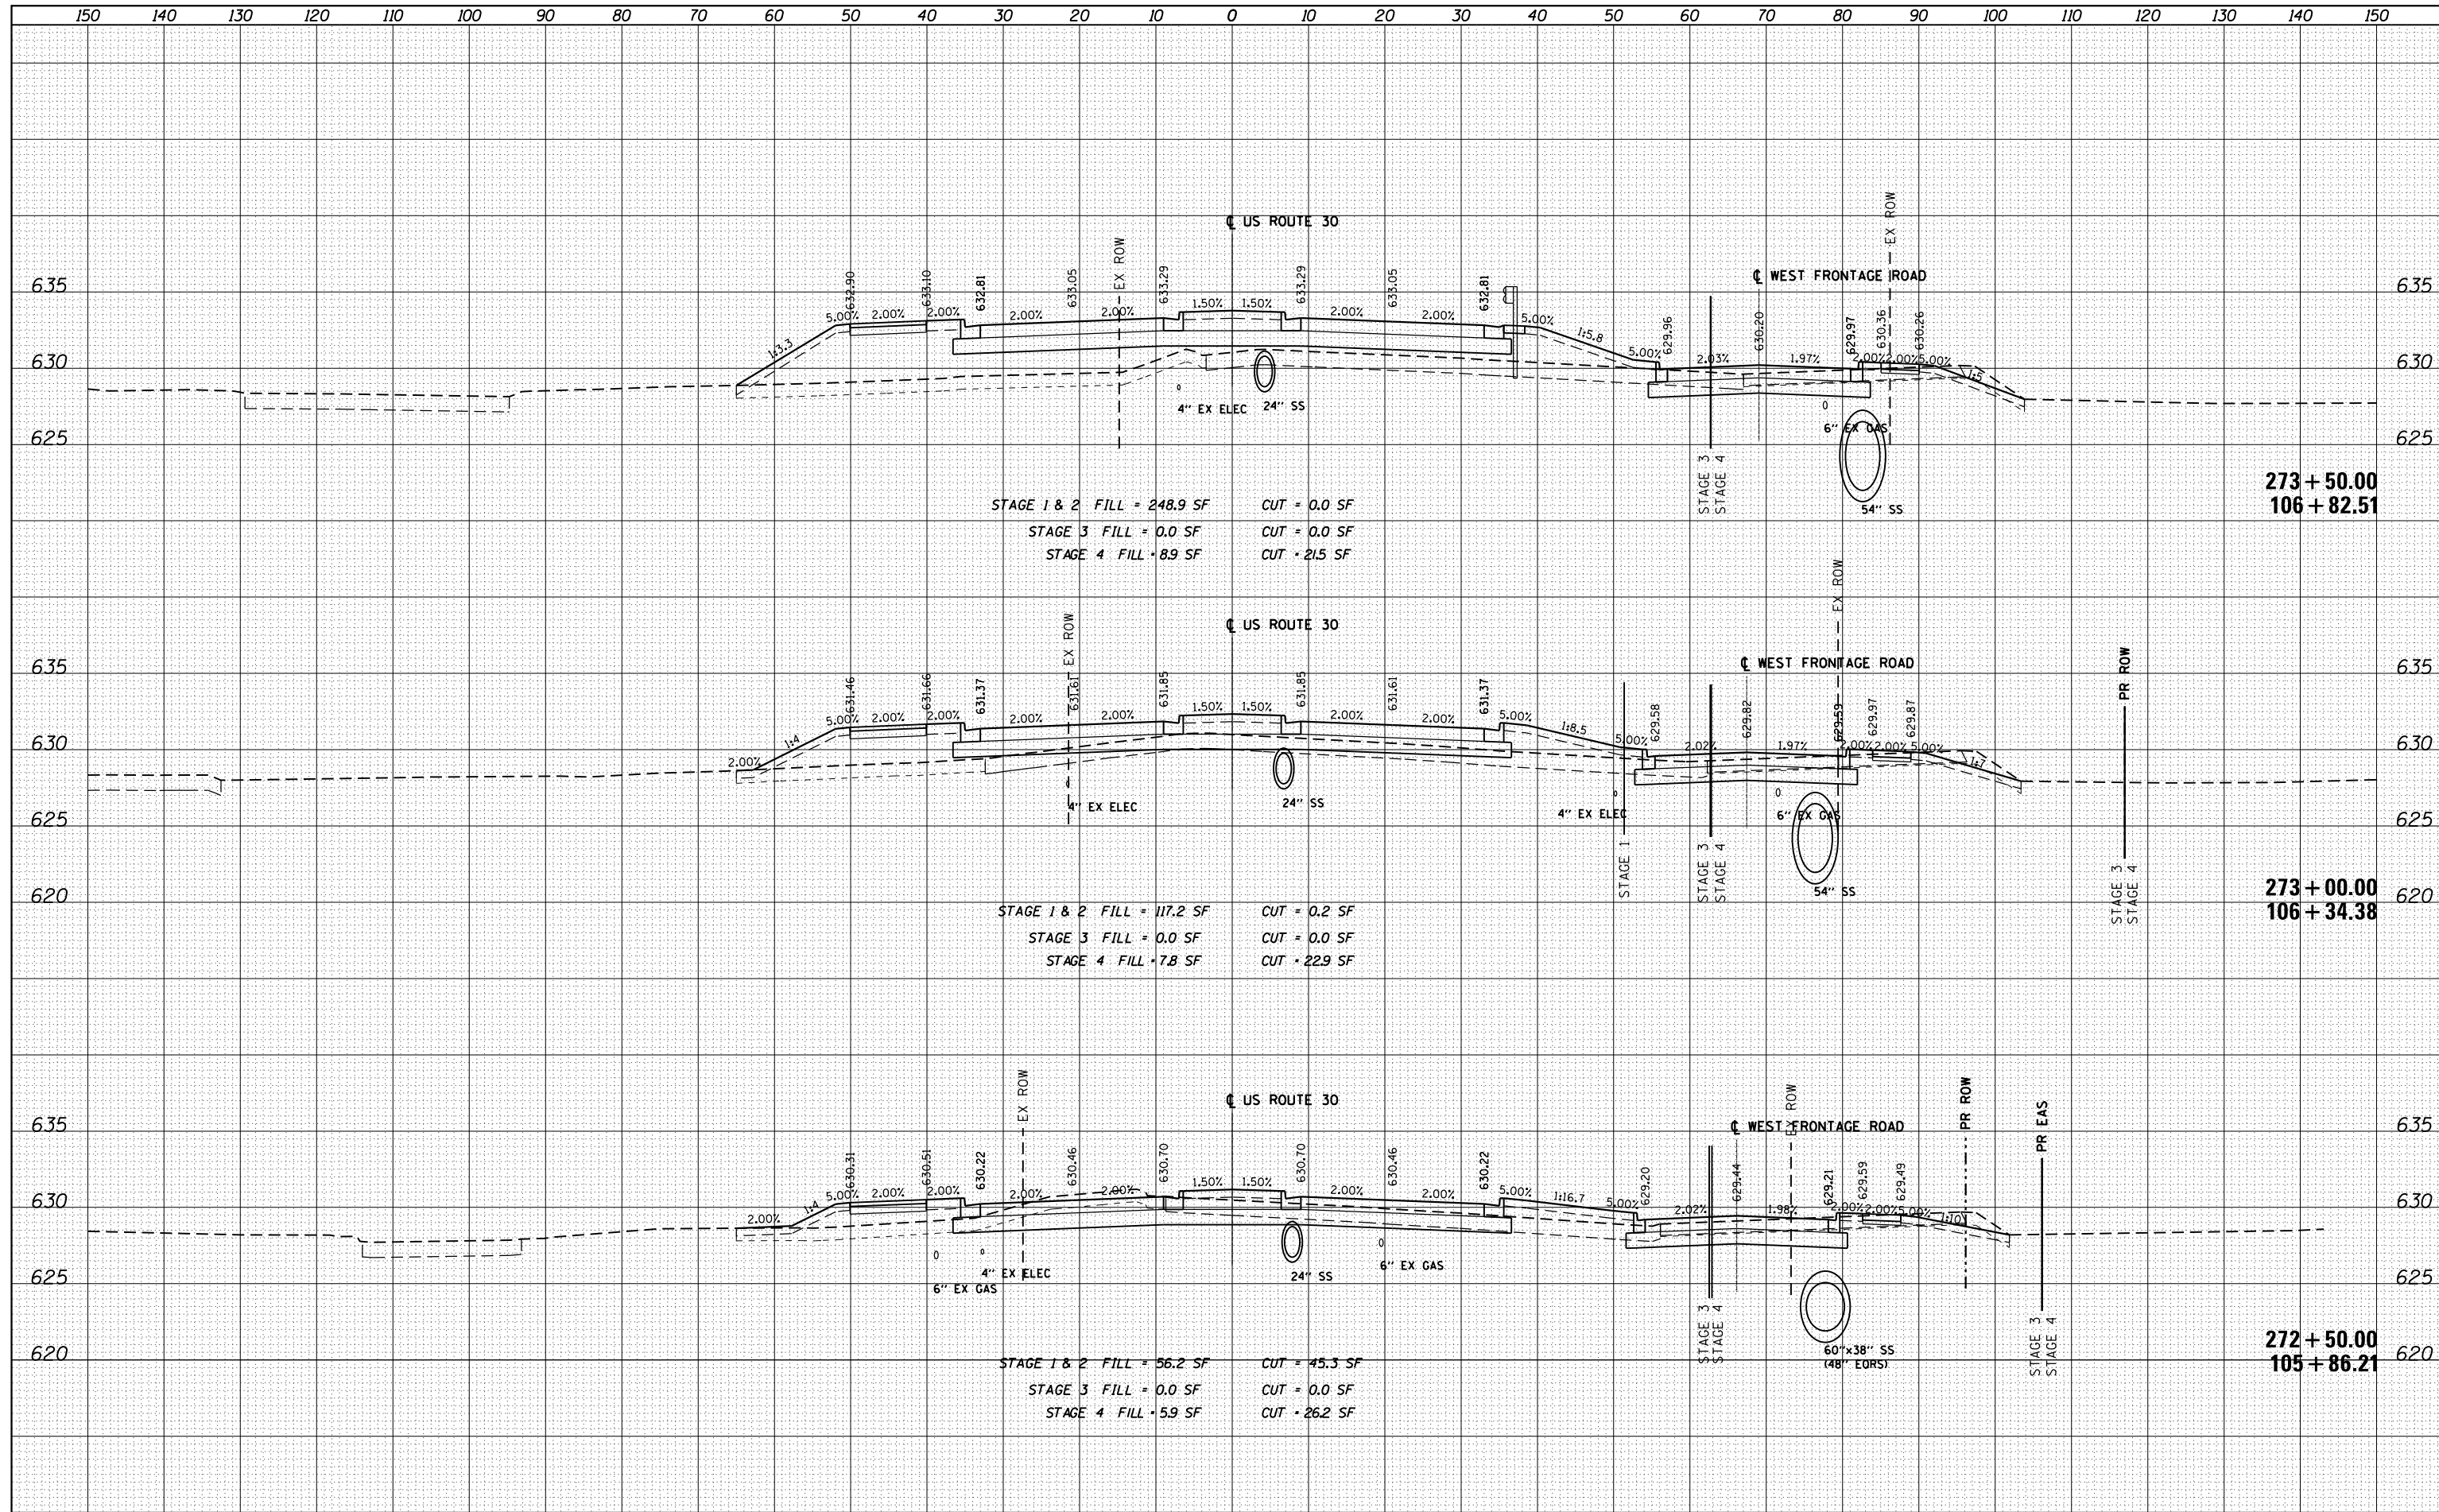 150 140 130 120 110 100 90 80 70 60 50 40 30 20 10 0 10 20 30 40 50 60 70 80 90 100 110 120 130 140 150
℄ US ROUTE 30
EX ROW
EX ROW
℄ WEST FRONTAGE ROAD
635 635
632.90 633.10 632.81 633.05 633.29 633.29 633.05 632.81 629.96 630.20 629.97 630.36 630.26
1:3.3 5.00% 2.00% 2.00% 2.00% 2.00% 1.50% 1.50% 2.00% 2.00% 5.00% 1:5.8 5.00% 2.03% 1.97% 2.00% 2.00% 5.00% 1:5
630 630
4" EX ELEC 24" SS 6" EX GAS
625 625
STAGE 3
STAGE 4
54" SS
273+50.00
106+82.51
STAGE 1 & 2 FILL = 248.9 SF CUT = 0.0 SF
STAGE 3 FILL = 0.0 SF CUT = 0.0 SF
STAGE 4 FILL = 8.9 SF CUT = 21.5 SF
EX ROW
EX ROW
℄ US ROUTE 30
℄ WEST FRONTAGE ROAD
PR ROW
635 635
631.46 631.66 631.37 631.61 631.85 631.85 631.61 631.37 629.58 629.82 629.59 629.97 629.87
2.00% 1:4 5.00% 2.00% 2.00% 2.00% 2.00% 1.50% 1.50% 2.00% 2.00% 5.00% 1:8.5 5.00% 2.02% 1.97% 2.00% 2.00% 5.00% 1:7
630 630
4" EX ELEC 24" SS 4" EX ELEC 6" EX GAS
625 625
STAGE 1
STAGE 3
STAGE 4
54" SS
STAGE 3
STAGE 4
620 620
273+00.00
106+34.38
STAGE 1 & 2 FILL = 117.2 SF CUT = 0.2 SF
STAGE 3 FILL = 0.0 SF CUT = 0.0 SF
STAGE 4 FILL = 7.8 SF CUT = 22.9 SF
EX ROW
℄ US ROUTE 30
EX ROW
℄ WEST FRONTAGE ROAD
PR ROW
PR EAS
635 635
630.31 630.51 630.22 630.46 630.70 630.70 630.46 630.22 629.20 629.44 629.21 629.59 629.49
2.00% 1:4 5.00% 2.00% 2.00% 2.00% 2.00% 1.50% 1.50% 2.00% 2.00% 5.00% 1:16.7 5.00% 2.02% 1.98% 2.00% 2.00% 5.00% 1:10
630 630
6" EX GAS 4" EX ELEC 24" SS 6" EX GAS
625 625
STAGE 3
STAGE 4
60"x38" SS
(48" EQRS)
STAGE 3
STAGE 4
620 620
272+50.00
105+86.21
STAGE 1 & 2 FILL = 56.2 SF CUT = 45.3 SF
STAGE 3 FILL = 0.0 SF CUT = 0.0 SF
STAGE 4 FILL = 5.9 SF CUT = 26.2 SF